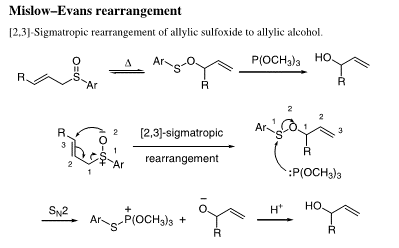 Mislow–Evans rearrangement
[2,3]-Sigmatropic rearrangement of allylic sulfoxide to allylic alcohol.
R O S Ar Δ Ar S O R P(OCH₃)₃ HO R
R 3 2 1 O⁻ 2 S⁺ 1 Ar [2,3]-sigmatropic rearrangement Ar 1 S 2 O 1 2 3 R :P(OCH₃)₃
S_N2 Ar S P⁺(OCH₃)₃ + O⁻ R H⁺ HO R